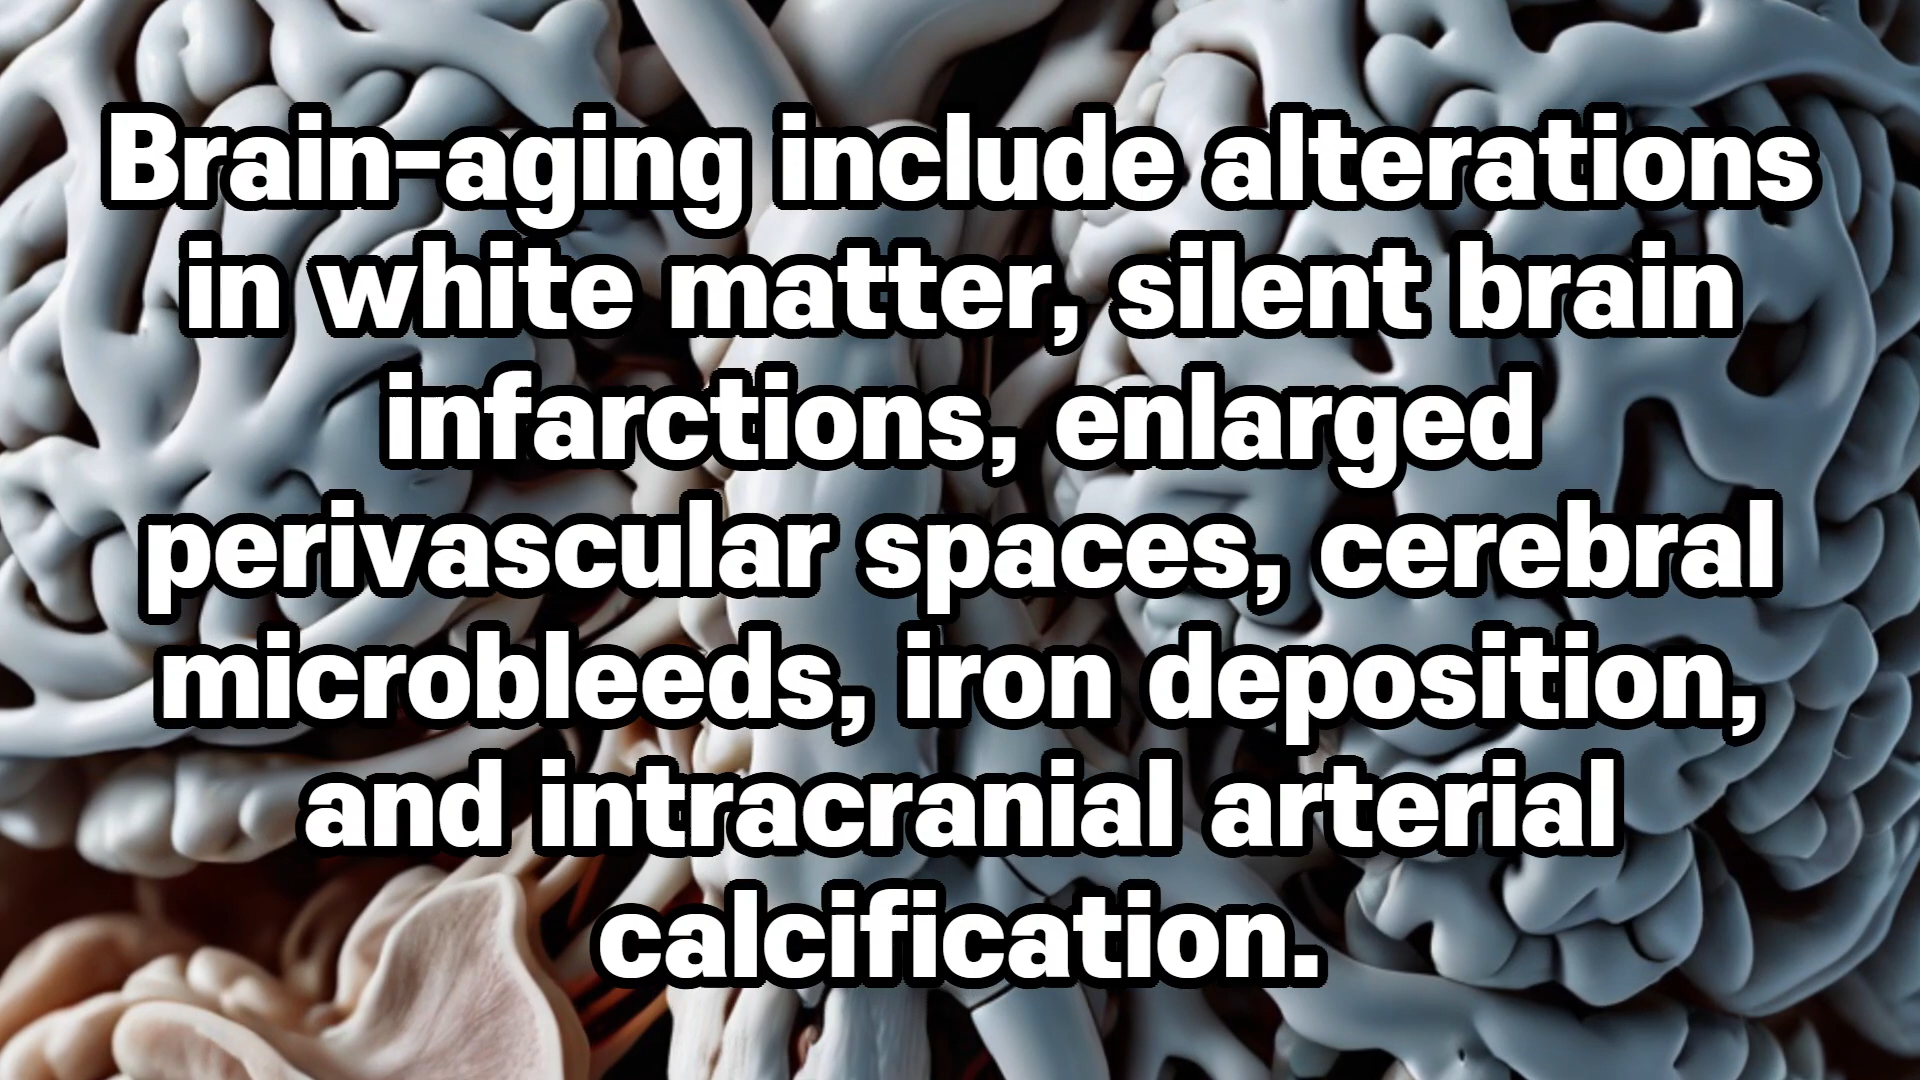 Brain-aging include alterations
in white matter, silent brain
infarctions, enlarged
perivascular spaces, cerebral
microbleeds, iron deposition,
and intracranial arterial
calcification.